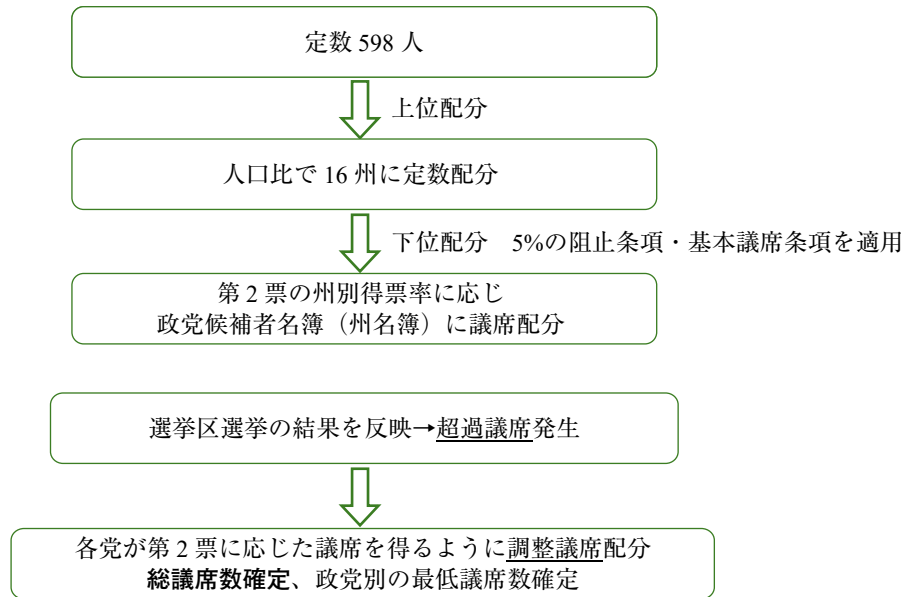 定数 598 人
上位配分
人口比で 16 州に定数配分
下位配分　5%の阻止条項・基本議席条項を適用
第 2 票の州別得票率に応じ
政党候補者名簿（州名簿）に議席配分
選挙区選挙の結果を反映→超過議席発生
各党が第 2 票に応じた議席を得るように調整議席配分
総議席数確定、政党別の最低議席数確定